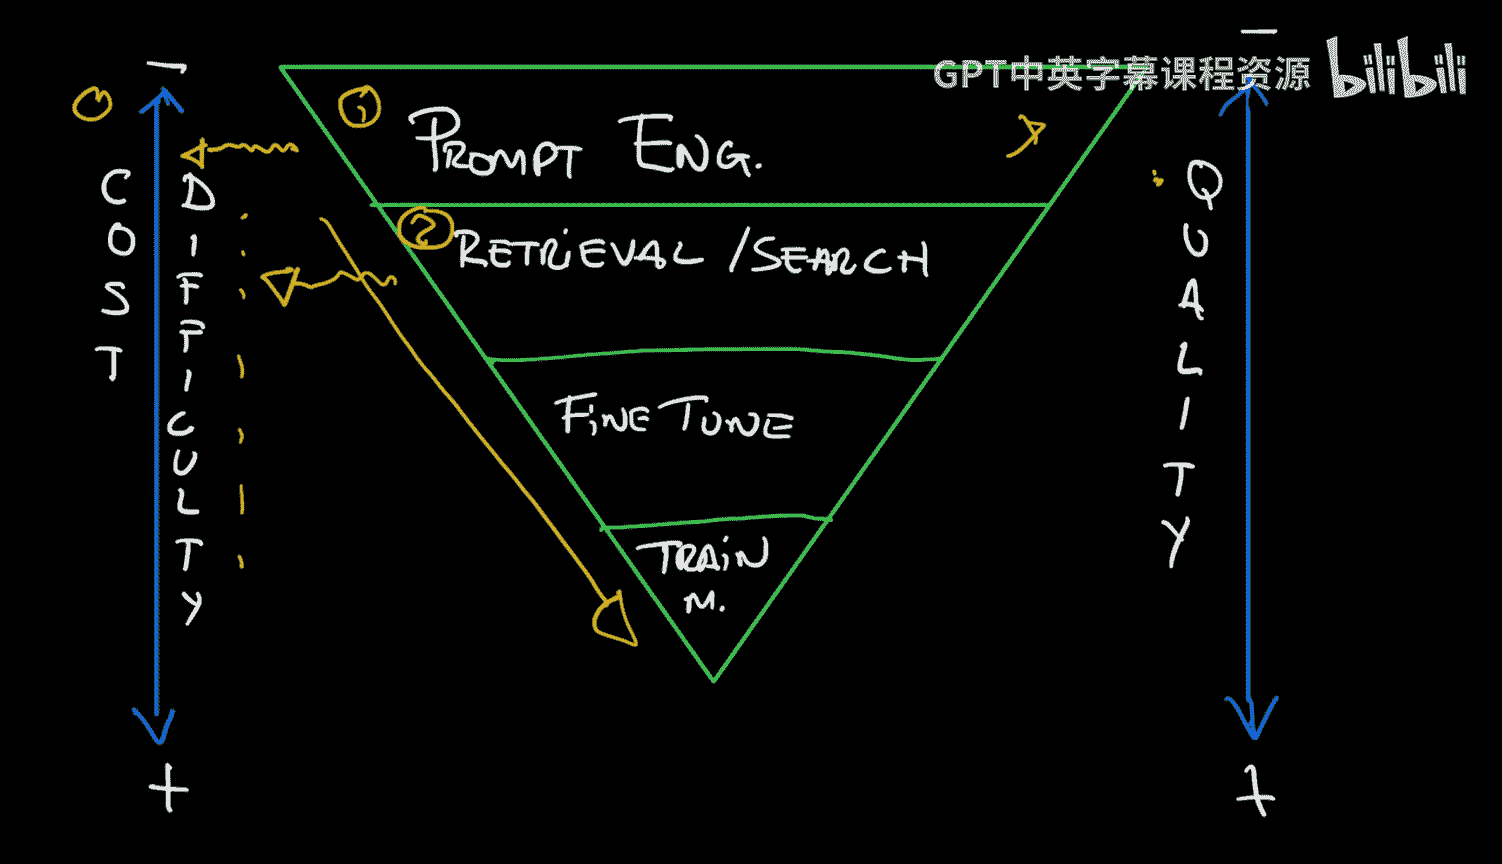 GPT中英字幕课程资源 bilibili
COST
DIFFICULTY
1 PROMPT ENG.
2 RETRIEVAL / SEARCH
FINE TUNE
TRAIN
M.
QUALITY
-
+
-
+